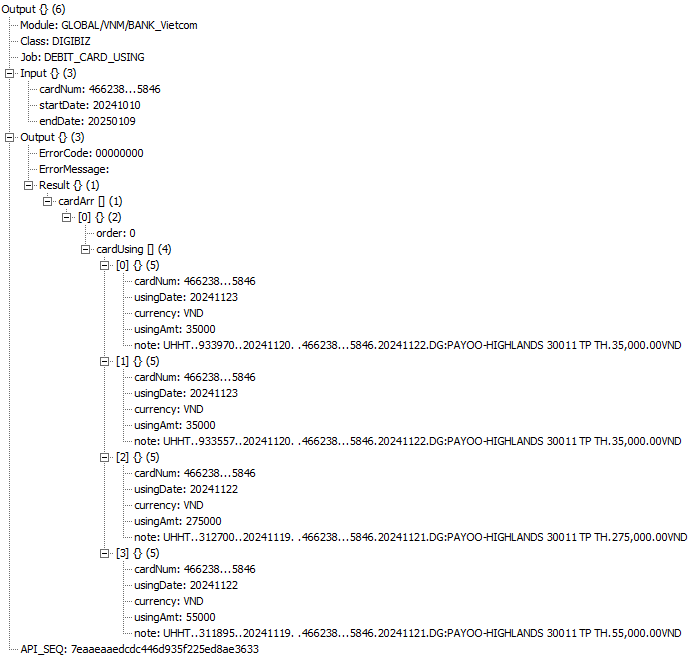 Output {} (6)
Module: GLOBAL/VNM/BANK_Vietcom
Class: DIGIBIZ
Job: DEBIT_CARD_USING
Input {} (3)
cardNum: 466238...5846
startDate: 20241010
endDate: 20250109
Output {} (3)
ErrorCode: 00000000
ErrorMessage:
Result {} (1)
cardArr [] (1)
[0] {} (2)
order: 0
cardUsing [] (4)
[0] {} (5)
cardNum: 466238...5846
usingDate: 20241123
currency: VND
usingAmt: 35000
note: UHHT..933970..20241120. .466238...5846.20241122.DG:PAYOO-HIGHLANDS 30011 TP TH.35,000.00VND
[1] {} (5)
cardNum: 466238...5846
usingDate: 20241123
currency: VND
usingAmt: 35000
note: UHHT..933557..20241120. .466238...5846.20241122.DG:PAYOO-HIGHLANDS 30011 TP TH.35,000.00VND
[2] {} (5)
cardNum: 466238...5846
usingDate: 20241122
currency: VND
usingAmt: 275000
note: UHHT..312700..20241119. .466238...5846.20241121.DG:PAYOO-HIGHLANDS 30011 TP TH.275,000.00VND
[3] {} (5)
cardNum: 466238...5846
usingDate: 20241122
currency: VND
usingAmt: 55000
note: UHHT..311895..20241119. .466238...5846.20241121.DG:PAYOO-HIGHLANDS 30011 TP TH.55,000.00VND
API_SEQ: 7eaaeaaedcdc446d935f225ed8ae3633